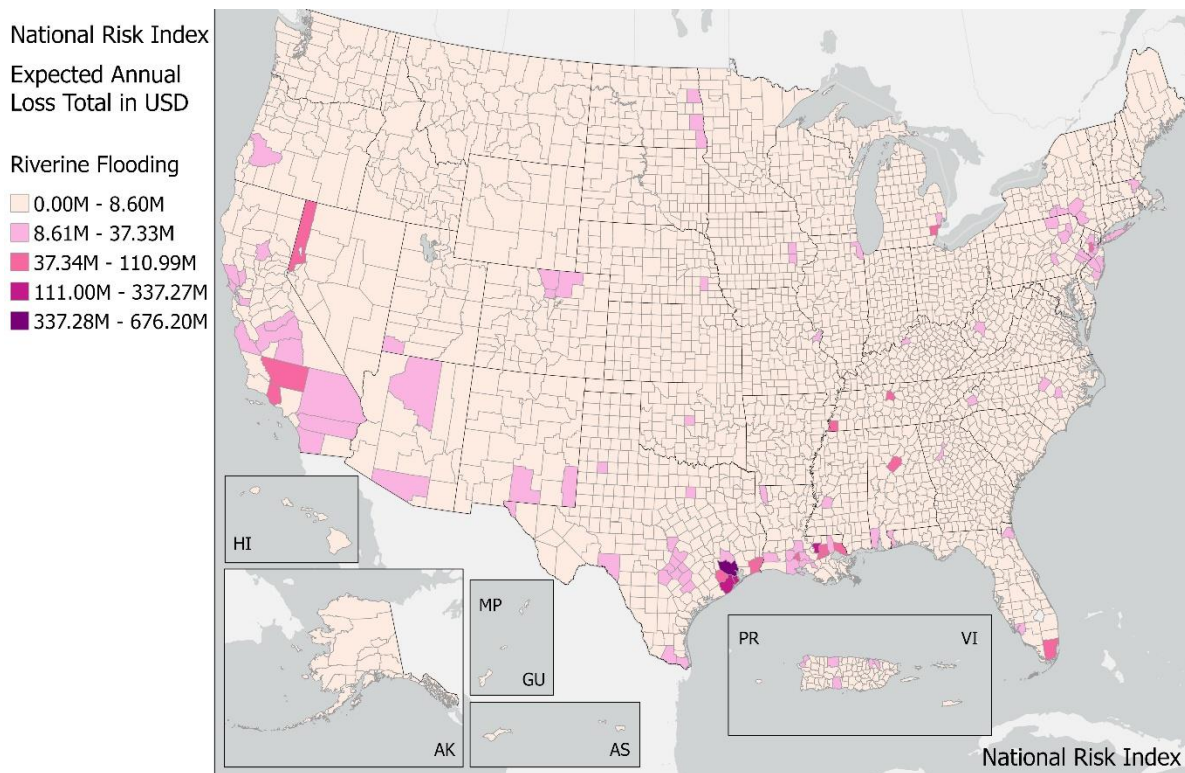 National Risk Index
Expected Annual
Loss Total in USD
Riverine Flooding
0.00M - 8.60M
8.61M - 37.33M
37.34M - 110.99M
111.00M - 337.27M
337.28M - 676.20M
HI
AK
MP
GU
AS
PR
VI
National Risk Index